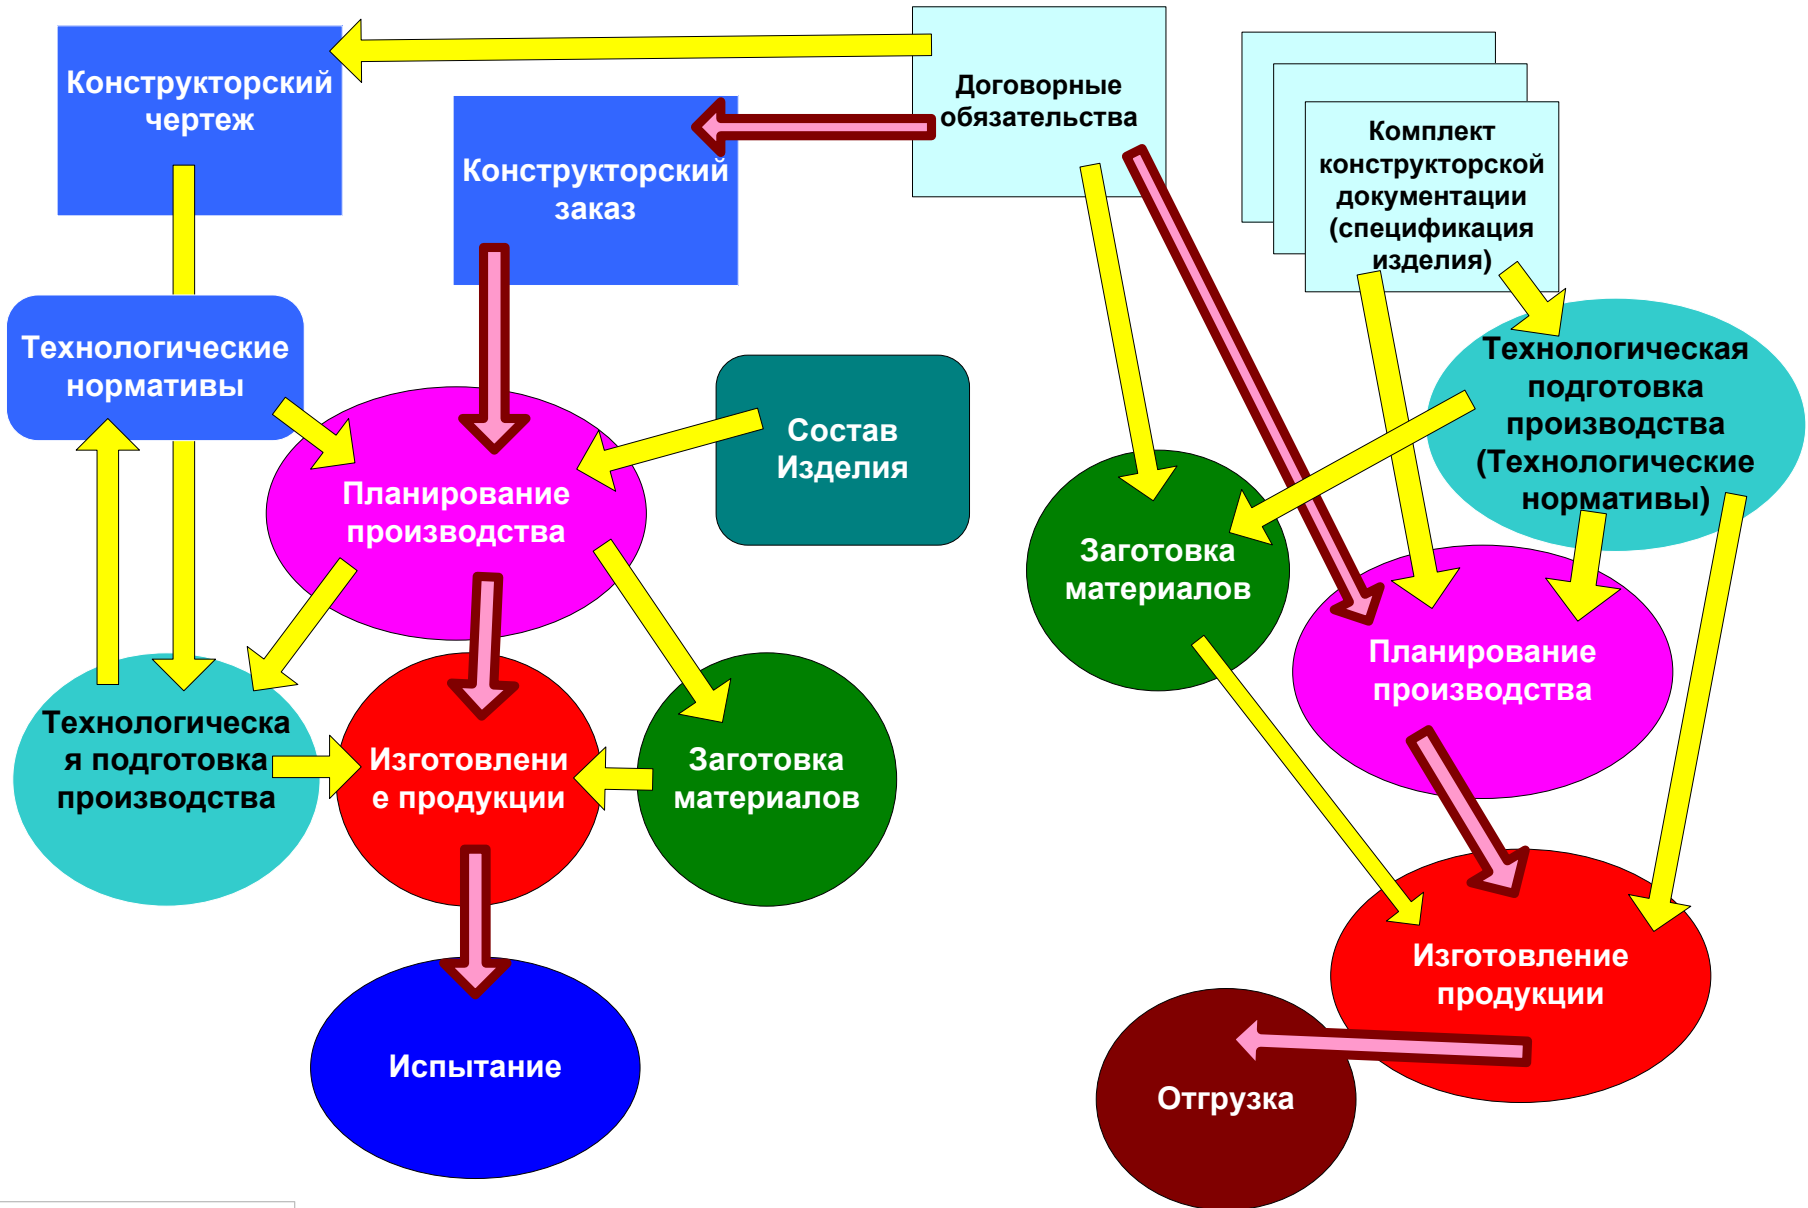 Конструкторский
чертеж
Договорные
обязательства
Комплект
конструкторской
документации
(спецификация
изделия)
Конструкторский
заказ
Технологические
нормативы
Состав
Изделия
Технологическая
подготовка
производства
(Технологические
нормативы)
Планирование
производства
Заготовка
материалов
Планирование
производства
Технологическа
я подготовка
производства
Изготовлени
е продукции
Заготовка
материалов
Изготовление
продукции
Испытание
Отгрузка